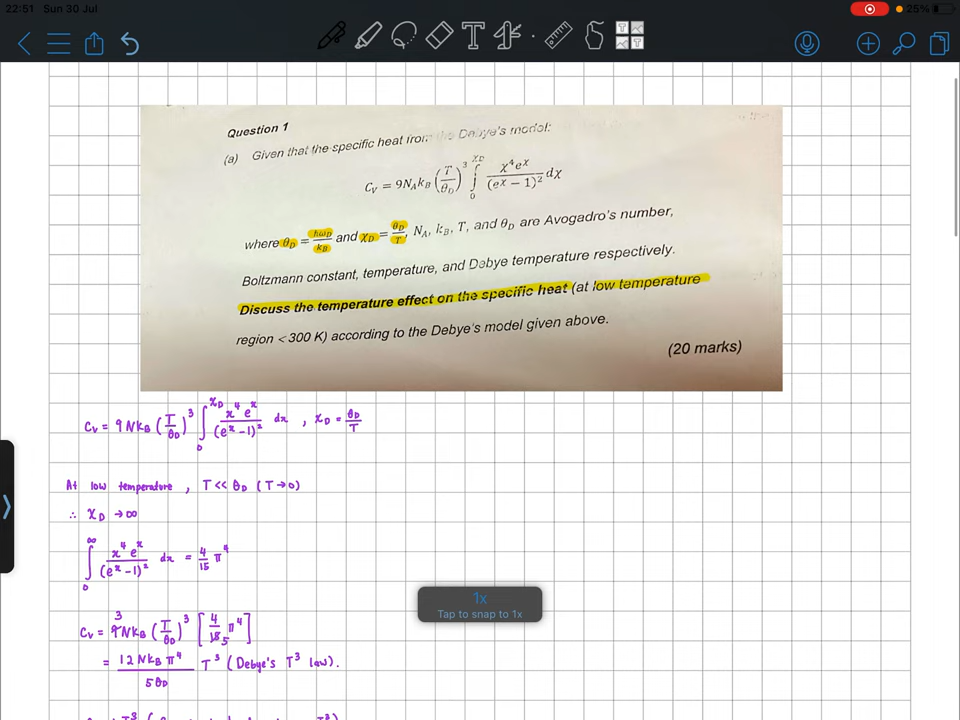 22:51 Sun 30 Jul
25%
Question 1
(a) Given that the specific heat from the Debye's model:
C_V = 9N_A k_B (T/θ_D)^3 ∫_0^{χ_D} χ^4 e^χ / (e^χ − 1)^2 dχ
where θ_D = ħω_D/k_B and χ_D = θ_D/T, N_A, k_B, T, and θ_D are Avogadro's number,
Boltzmann constant, temperature, and Debye temperature respectively.
Discuss the temperature effect on the specific heat (at low temperature
region <300 K) according to the Debye's model given above.
(20 marks)
C_V = 9Nk_B (T/θ_D)^3 ∫_0^{x_D} x^4 e^x / (e^x −1)^2 dx , x_D = θ_D/T
At low temperature , T << θ_D (T → 0)
∴ x_D → ∞
∫_0^∞ x^4 e^x / (e^x −1)^2 dx = 4/15 π^4
1x
Tap to snap to 1x
3
C_V = 9Nk_B (T/θ_D)^3 [4/15 π^4]
5
= 12Nk_B π^4 / 5θ_D T^3 (Debye's T^3 law).